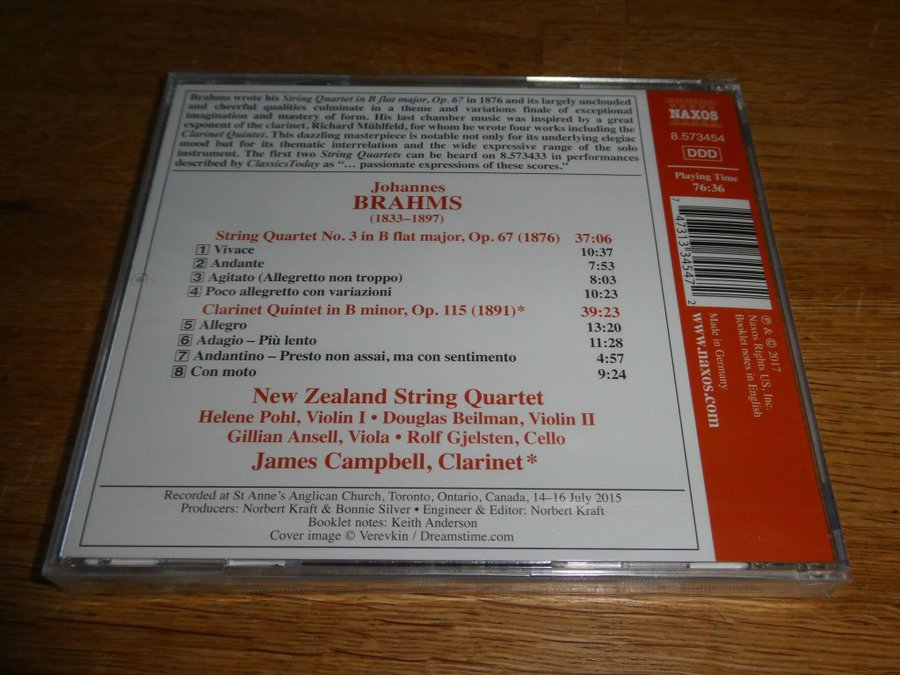 Brahms wrote his String Quartet in B flat major, Op. 67 in 1876 and its largely unclouded
and cheerful qualities culminate in a theme and variations finale of exceptional
imagination and mastery of form. His last chamber music was inspired by a great
exponent of the clarinet, Richard Mühlfeld, for whom he wrote four works including the
Clarinet Quintet. This dazzling masterpiece is notable not only for its underlying elegiac
mood but for its thematic interrelation and the wide expressive range of the solo
instrument. The first two String Quartets can be heard on 8.573433 in performances
described by ClassicsToday as “... passionate expressions of these scores.”
Johannes
BRAHMS
(1833–1897)
String Quartet No. 3 in B flat major, Op. 67 (1876) 37:06
1 Vivace 10:37
2 Andante 7:53
3 Agitato (Allegretto non troppo) 8:03
4 Poco allegretto con variazioni 10:23
Clarinet Quintet in B minor, Op. 115 (1891)* 39:23
5 Allegro 13:20
6 Adagio – Più lento 11:28
7 Andantino – Presto non assai, ma con sentimento 4:57
8 Con moto 9:24
New Zealand String Quartet
Helene Pohl, Violin I • Douglas Beilman, Violin II
Gillian Ansell, Viola • Rolf Gjelsten, Cello
James Campbell, Clarinet*
Recorded at St Anne’s Anglican Church, Toronto, Ontario, Canada, 14–16 July 2015
Producers: Norbert Kraft & Bonnie Silver • Engineer & Editor: Norbert Kraft
Booklet notes: Keith Anderson
Cover image © Verevkin / Dreamstime.com
NAXOS
8.573454
DDD
Playing Time
76:36
7 47313 34547 2
℗ & © 2017
Naxos Rights US, Inc.
Booklet notes in English
Made in Germany
www.naxos.com